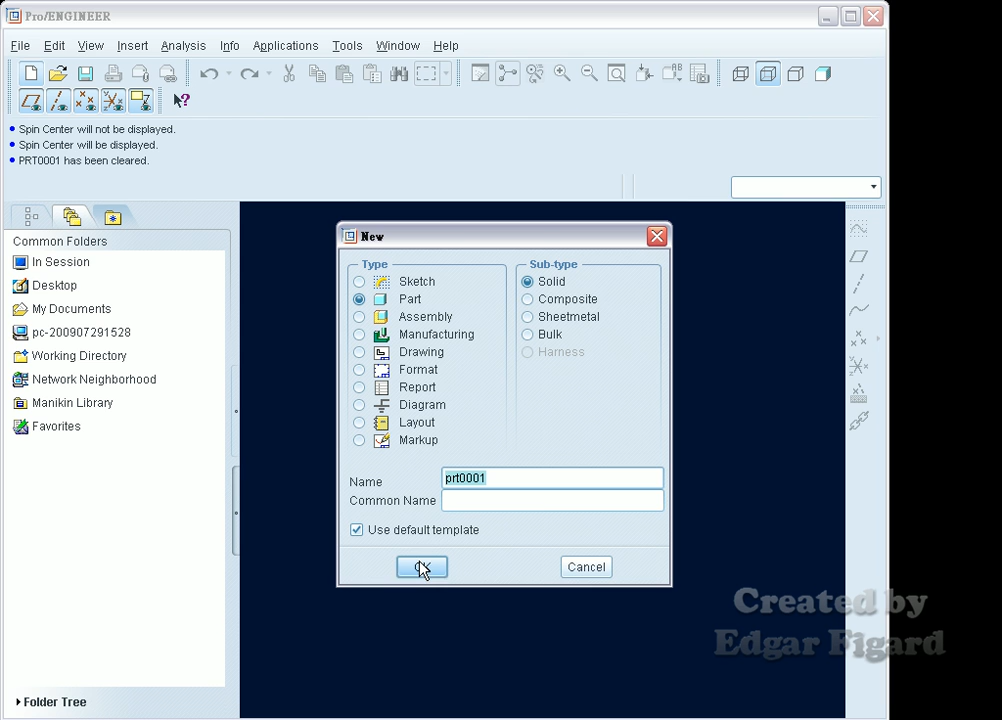 Pro/ENGINEER
File Edit View Insert Analysis Info Applications Tools Window Help
Spin Center will not be displayed.
Spin Center will be displayed.
PRT0001 has been cleared.
Common Folders
In Session
Desktop
My Documents
pc-200907291528
Working Directory
Network Neighborhood
Manikin Library
Favorites
Folder Tree
New
Type
Sketch
Part
Assembly
Manufacturing
Drawing
Format
Report
Diagram
Layout
Markup
Sub-type
Solid
Composite
Sheetmetal
Bulk
Harness
Name prt0001
Common Name
Use default template
OK Cancel
Created by
Edgar Figard